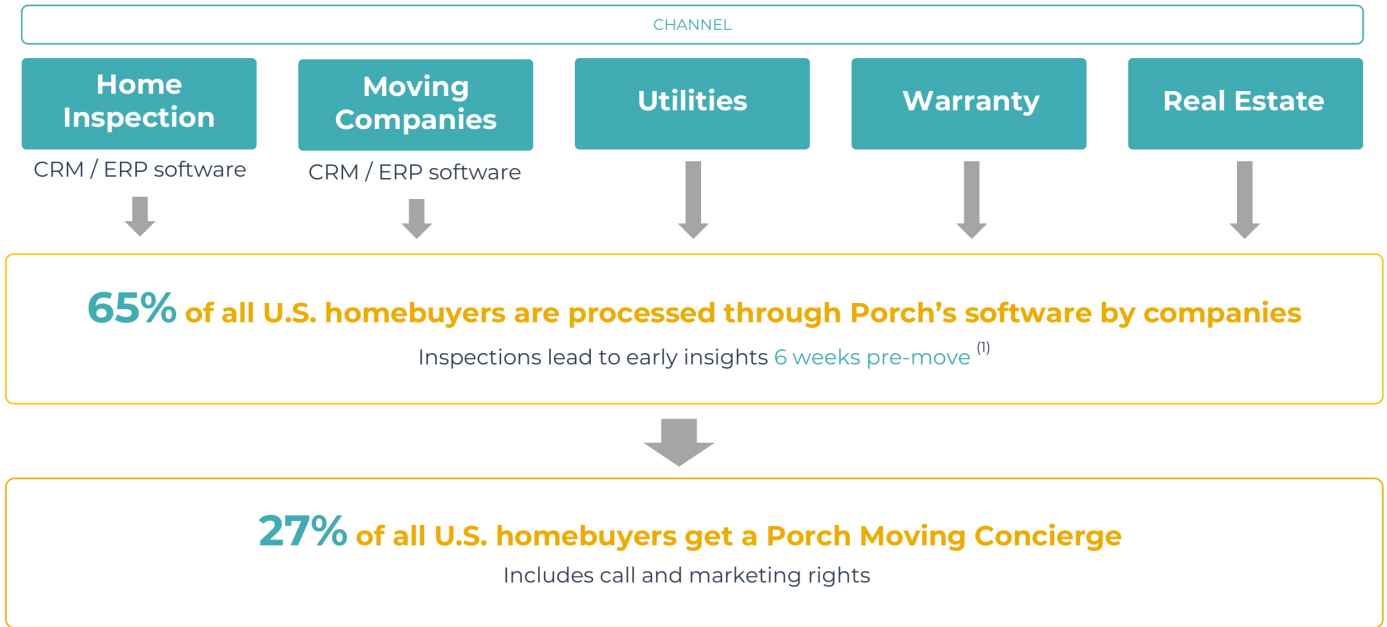 CHANNEL
Home
Inspection
Moving
Companies
Utilities
Warranty
Real Estate
CRM / ERP software
CRM / ERP software
65% of all U.S. homebuyers are processed through Porch’s software by companies
Inspections lead to early insights 6 weeks pre-move (1)
27% of all U.S. homebuyers get a Porch Moving Concierge
Includes call and marketing rights